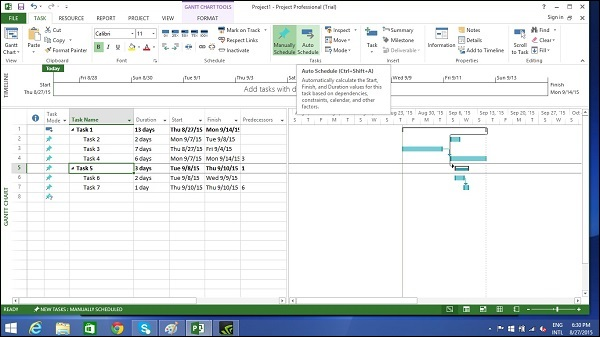 Project1 - Project Professional (Trial)
GANTT CHART TOOLS
FILE TASK RESOURCE REPORT PROJECT VIEW FORMAT
Sign in
Gantt Chart
Paste
Cut
Copy
Format Painter
Calibri 11
B I U
Mark on Track
Respect Links
Inactivate
Manually Schedule
Auto Schedule
Inspect
Move
Mode
Task
Summary
Milestone
Deliverable
Information
Notes
Details
Add to Timeline
Scroll to Task
Find
Clear
Fill
View Clipboard Font Schedule Tasks Insert Properties Editing
Auto Schedule (Ctrl+Shift+A)
Automatically calculate the Start,
Finish, and Duration values for this
task based on dependencies,
constraints, calendar, and other
factors.
TIMELINE
Today
Fri 8/28 Sun 8/30 Tue 9/1 Thu 9/3 Wed 9/9 Fri 9/11 Sun 9/13
Start
Thu 8/27/15
Add tasks with d
Finish
Mon 9/14/15
Task Mode Task Name Duration Start Finish Predecessors
1 Task 1 13 days Thu 8/27/15 Mon 9/14/15
2 Task 2 2 days Mon 9/7/15 Tue 9/8/15
3 Task 3 7 days Thu 8/27/15 Fri 9/4/15
4 Task 4 6 days Mon 9/7/15 Mon 9/14/15 3
5 Task 5 3 days Tue 9/8/15 Thu 9/10/15 1
6 Task 6 2 days Tue 9/8/15 Wed 9/9/15
7 Task 7 1 day Thu 9/10/15 Thu 9/10/15 6
8
Aug 23, '15 Aug 30, '15 Sep 6, '15 Sep 13, '15 Sep 20, '15
GANTT CHART
READY NEW TASKS : MANUALLY SCHEDULED
ENG
INTL
6:30 PM
8/27/2015